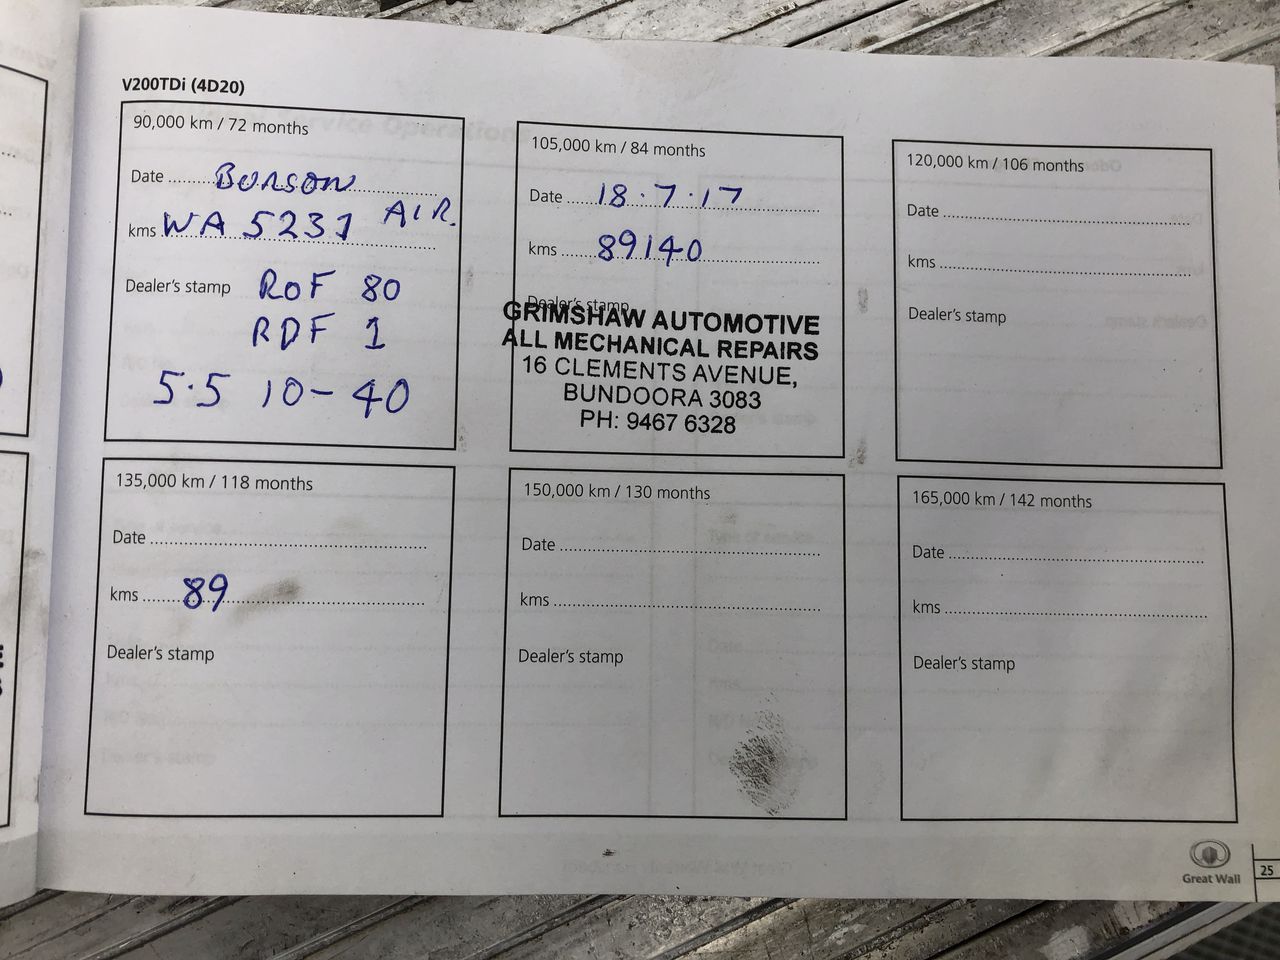 V200TDi (4D20)
90,000 km / 72 months
Date BURSON
kms WA 5231 AIR.
Dealer's stamp ROF 80
RDF 1
5.5 10-40
105,000 km / 84 months
Date 18.7.17
kms 89140
Dealer's stamp
GRIMSHAW AUTOMOTIVE
ALL MECHANICAL REPAIRS
16 CLEMENTS AVENUE,
BUNDOORA 3083
PH: 9467 6328
120,000 km / 106 months
Date
kms
Dealer's stamp
135,000 km / 118 months
Date
kms 89
Dealer's stamp
150,000 km / 130 months
Date
kms
Dealer's stamp
165,000 km / 142 months
Date
kms
Dealer's stamp
Great Wall
25